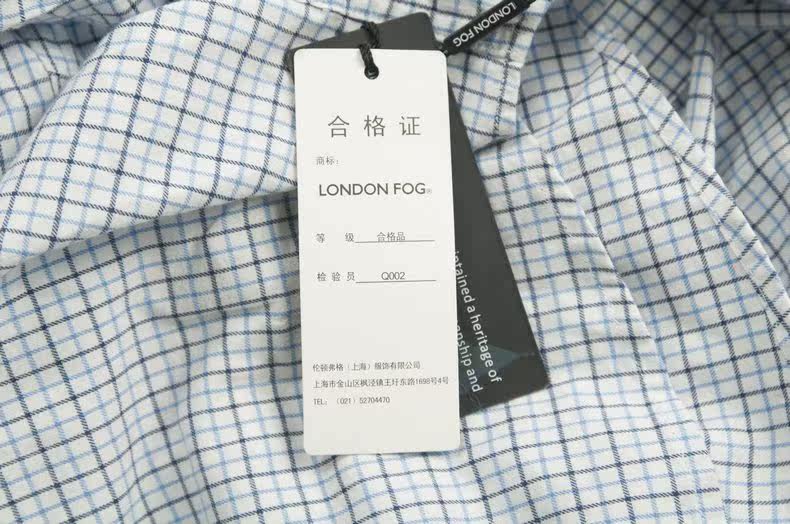 LONDON FOG
合格证
商标：
LONDON FOG®
等 级 合格品
检验员 Q002
伦顿弗格（上海）服饰有限公司
上海市金山区枫泾镇王圩东路1698号4号
TEL：（021）52704470
intained a heritage of
nship and